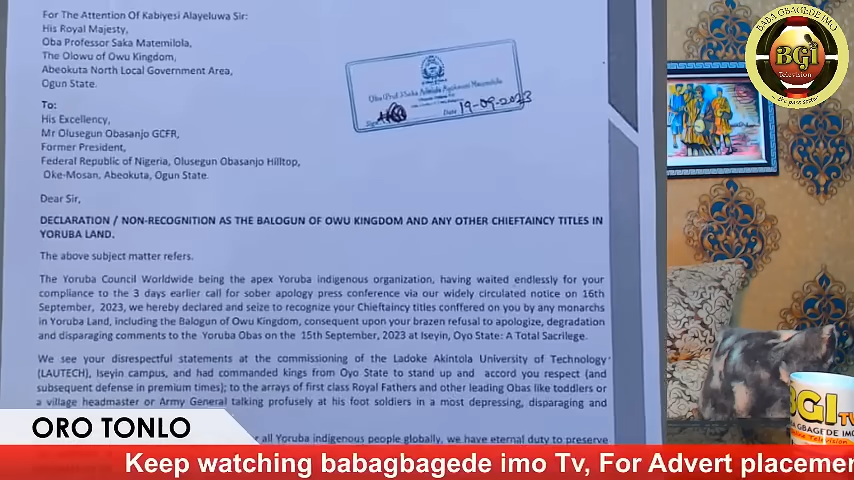 For The Attention Of Kabiyesi Alayeluwa Sir:
His Royal Majesty,
Oba Professor Saka Matemilola,
The Olowu of Owu Kingdom,
Abeokuta North Local Government Area,
Ogun State.
19-09-2023
To:
His Excellency,
Mr Olusegun Obasanjo GCFR,
Former President,
Federal Republic of Nigeria, Olusegun Obasanjo Hilltop,
Oke-Mosan, Abeokuta, Ogun State.
Dear Sir,
DECLARATION / NON-RECOGNITION AS THE BALOGUN OF OWU KINGDOM AND ANY OTHER CHIEFTAINCY TITLES IN
YORUBA LAND.
The above subject matter refers.
The Yoruba Council Worldwide being the apex Yoruba indigenous organization, having waited endlessly for your
compliance to the 3 days earlier call for sober apology press conference via our widely circulated notice on 16th
September, 2023, we hereby declared and seize to recognize your Chieftaincy titles conffered on you by any monarchs
in Yoruba Land, including the Balogun of Owu Kingdom, consequent upon your brazen refusal to apologize, degradation
and disparaging comments to the Yoruba Obas on the 15th September, 2023 at Iseyin, Oyo State: A Total Sacrilege.
We see your disrespectful statements at the commissioning of the Ladoke Akintola University of Technology
(LAUTECH), Iseyin campus, and had commanded kings from Oyo State to stand up and accord you respect (and
subsequent defense in premium times); to the arrays of first class Royal Fathers and other leading Obas like toddlers or
a village headmaster or Army General talking profusely at his foot soldiers in a most depressing, disparaging and
all Yoruba indigenous people globally, we have eternal duty to preserve
BABA GBAGEDE IMO
BGI
Television
BGI TV
BABA GBAGEDE IMO
ORO TONLO
Keep watching babagbagede imo Tv, For Advert placemen